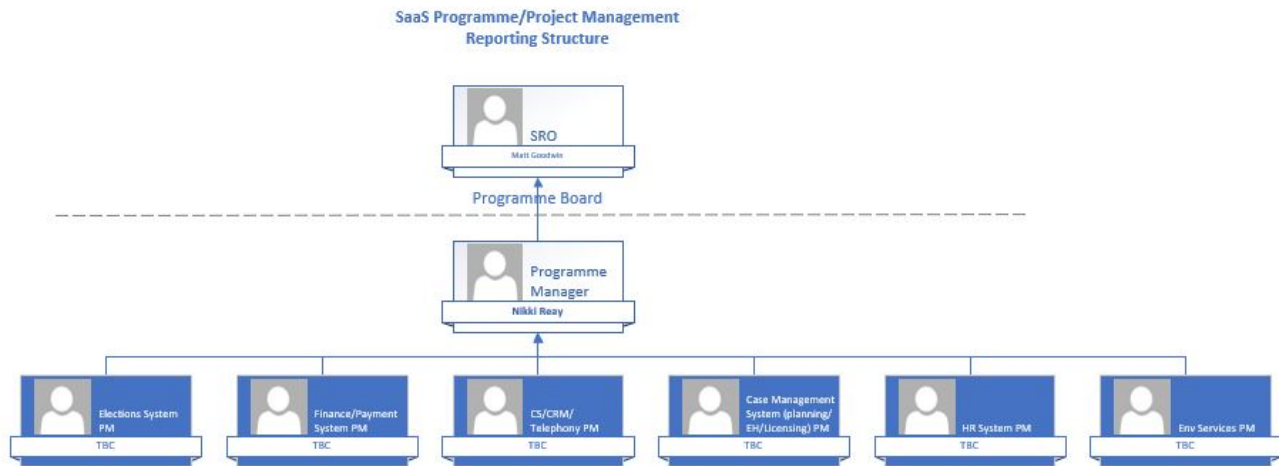 SaaS Programme/Project Management
Reporting Structure
SRO
Matt Goodwin
Programme Board
Programme
Manager
Nikki Reay
Elections System
PM
TBC
Finance/Payment
System PM
TBC
CS/CRM/
Telephony PM
TBC
Case Management
System (planning/
EH/Licensing) PM
TBC
HR System PM
TBC
Env Services PM
TBC